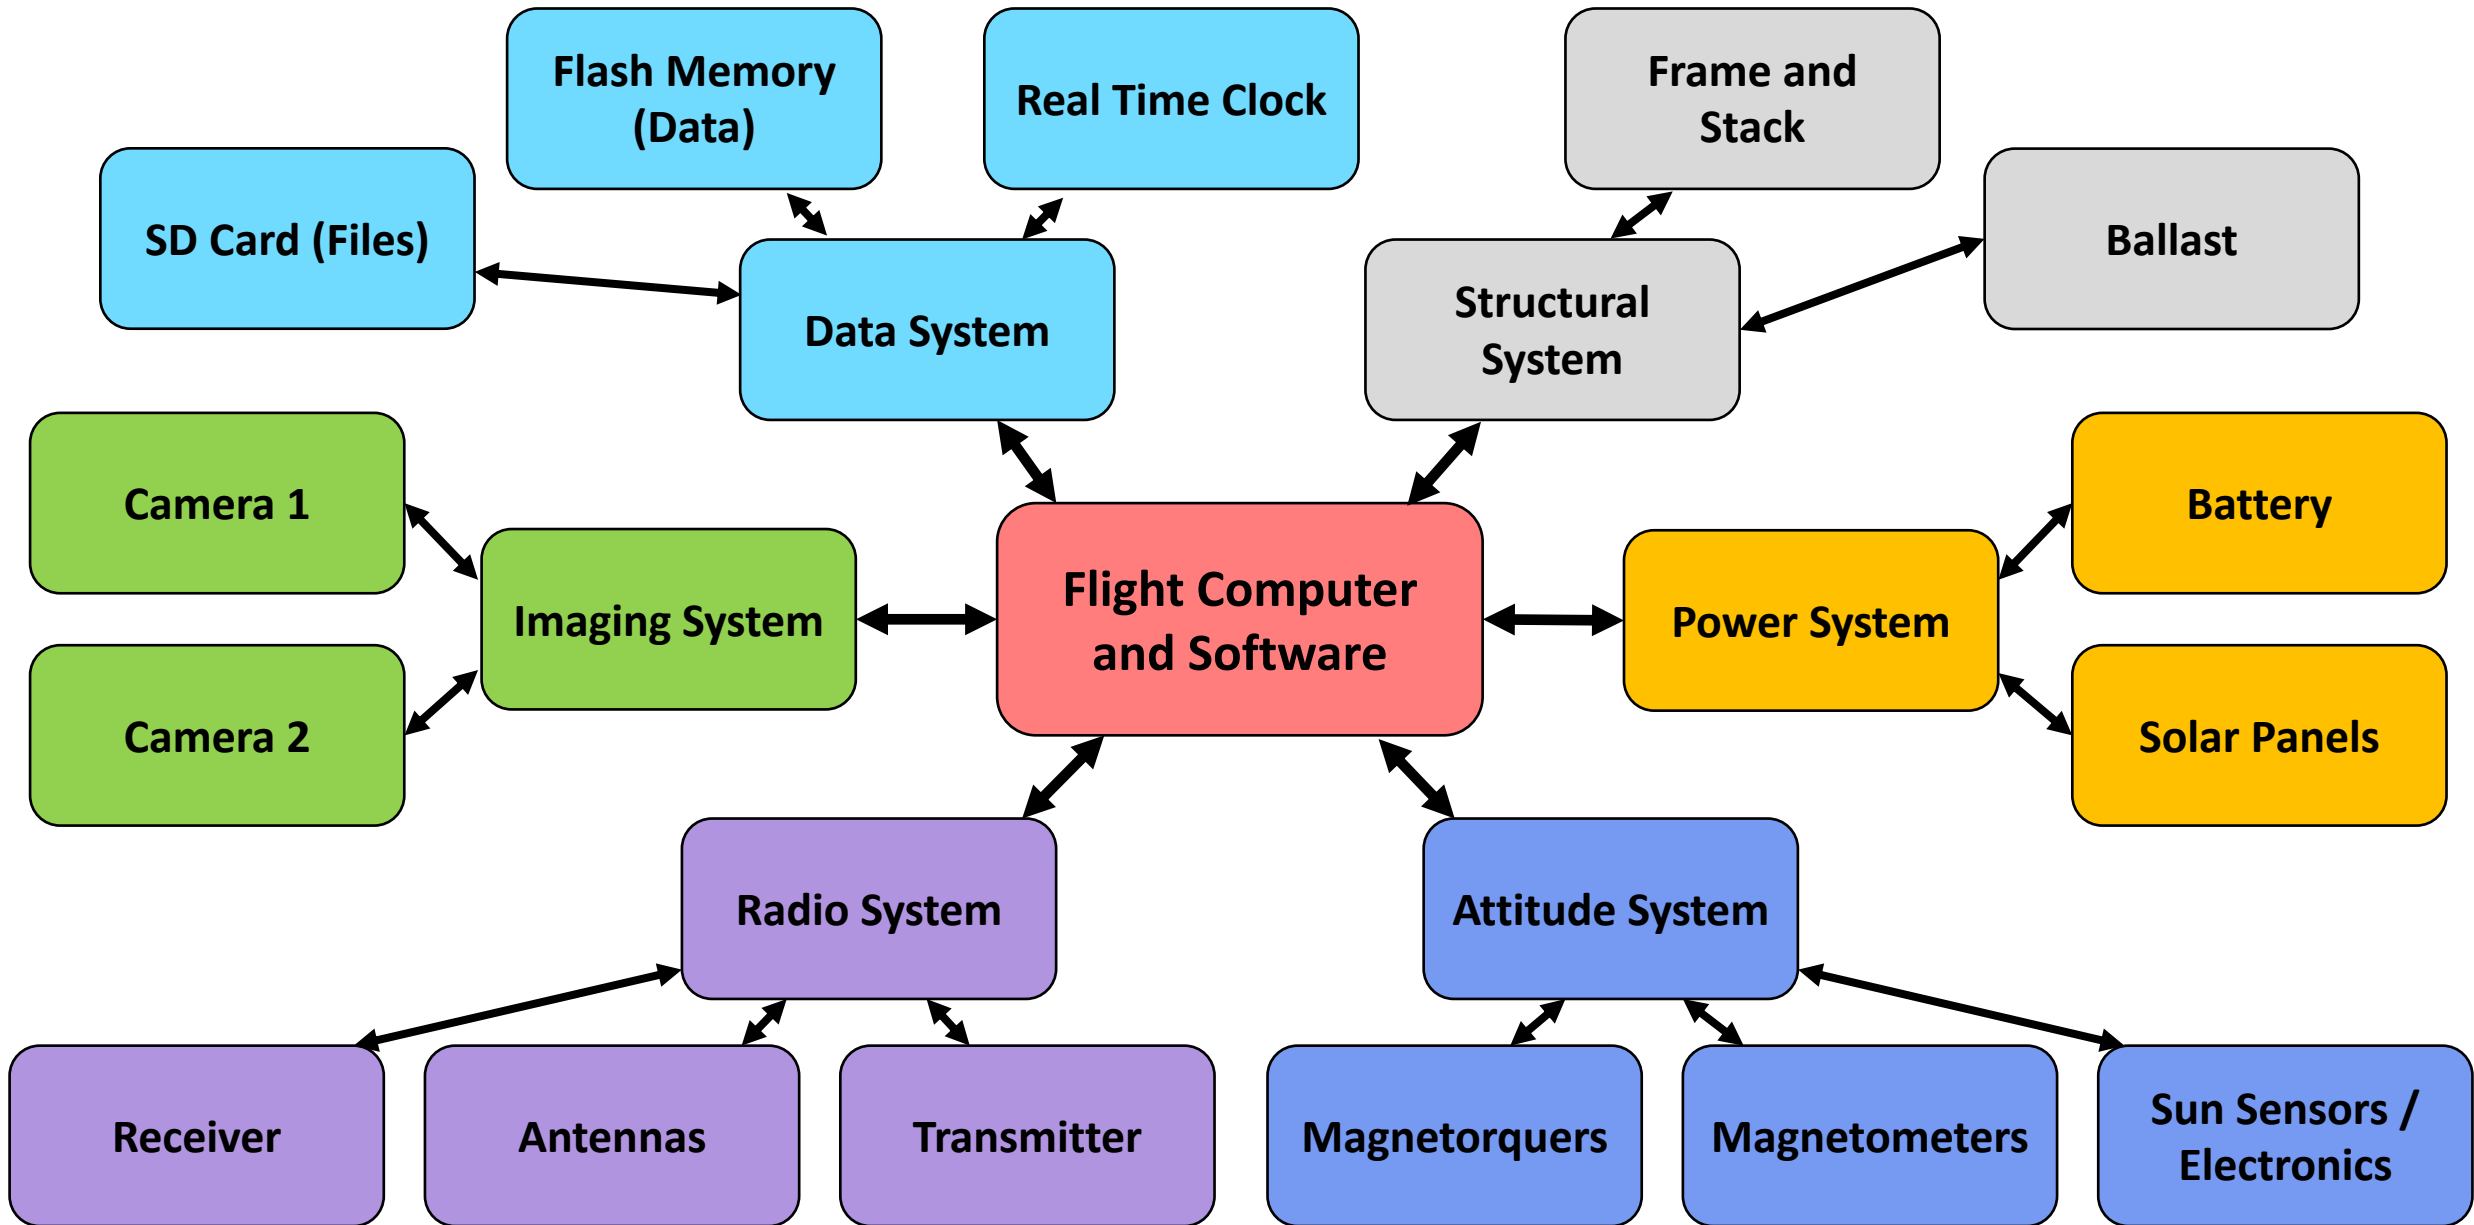 Flash Memory
(Data)
Real Time Clock
Frame and
Stack
SD Card (Files)
Ballast
Data System
Structural
System
Camera 1
Battery
Imaging System
Flight Computer
and Software
Power System
Camera 2
Solar Panels
Radio System
Attitude System
Receiver
Antennas
Transmitter
Magnetorquers
Magnetometers
Sun Sensors /
Electronics